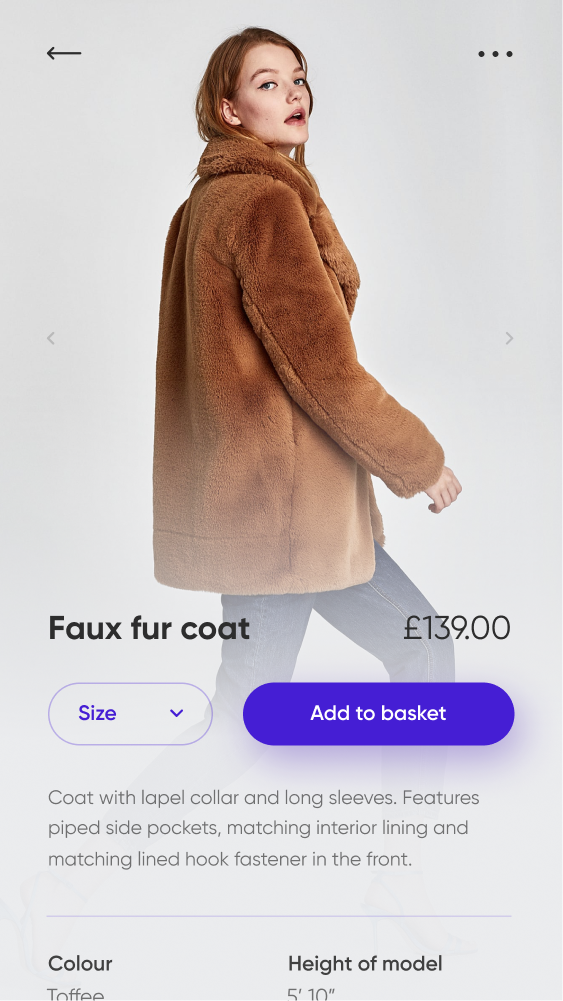 Faux fur coat £139.00
Size Add to basket
Coat with lapel collar and long sleeves. Features
piped side pockets, matching interior lining and
matching lined hook fastener in the front.
Colour Height of model
Toffee 5’ 10”